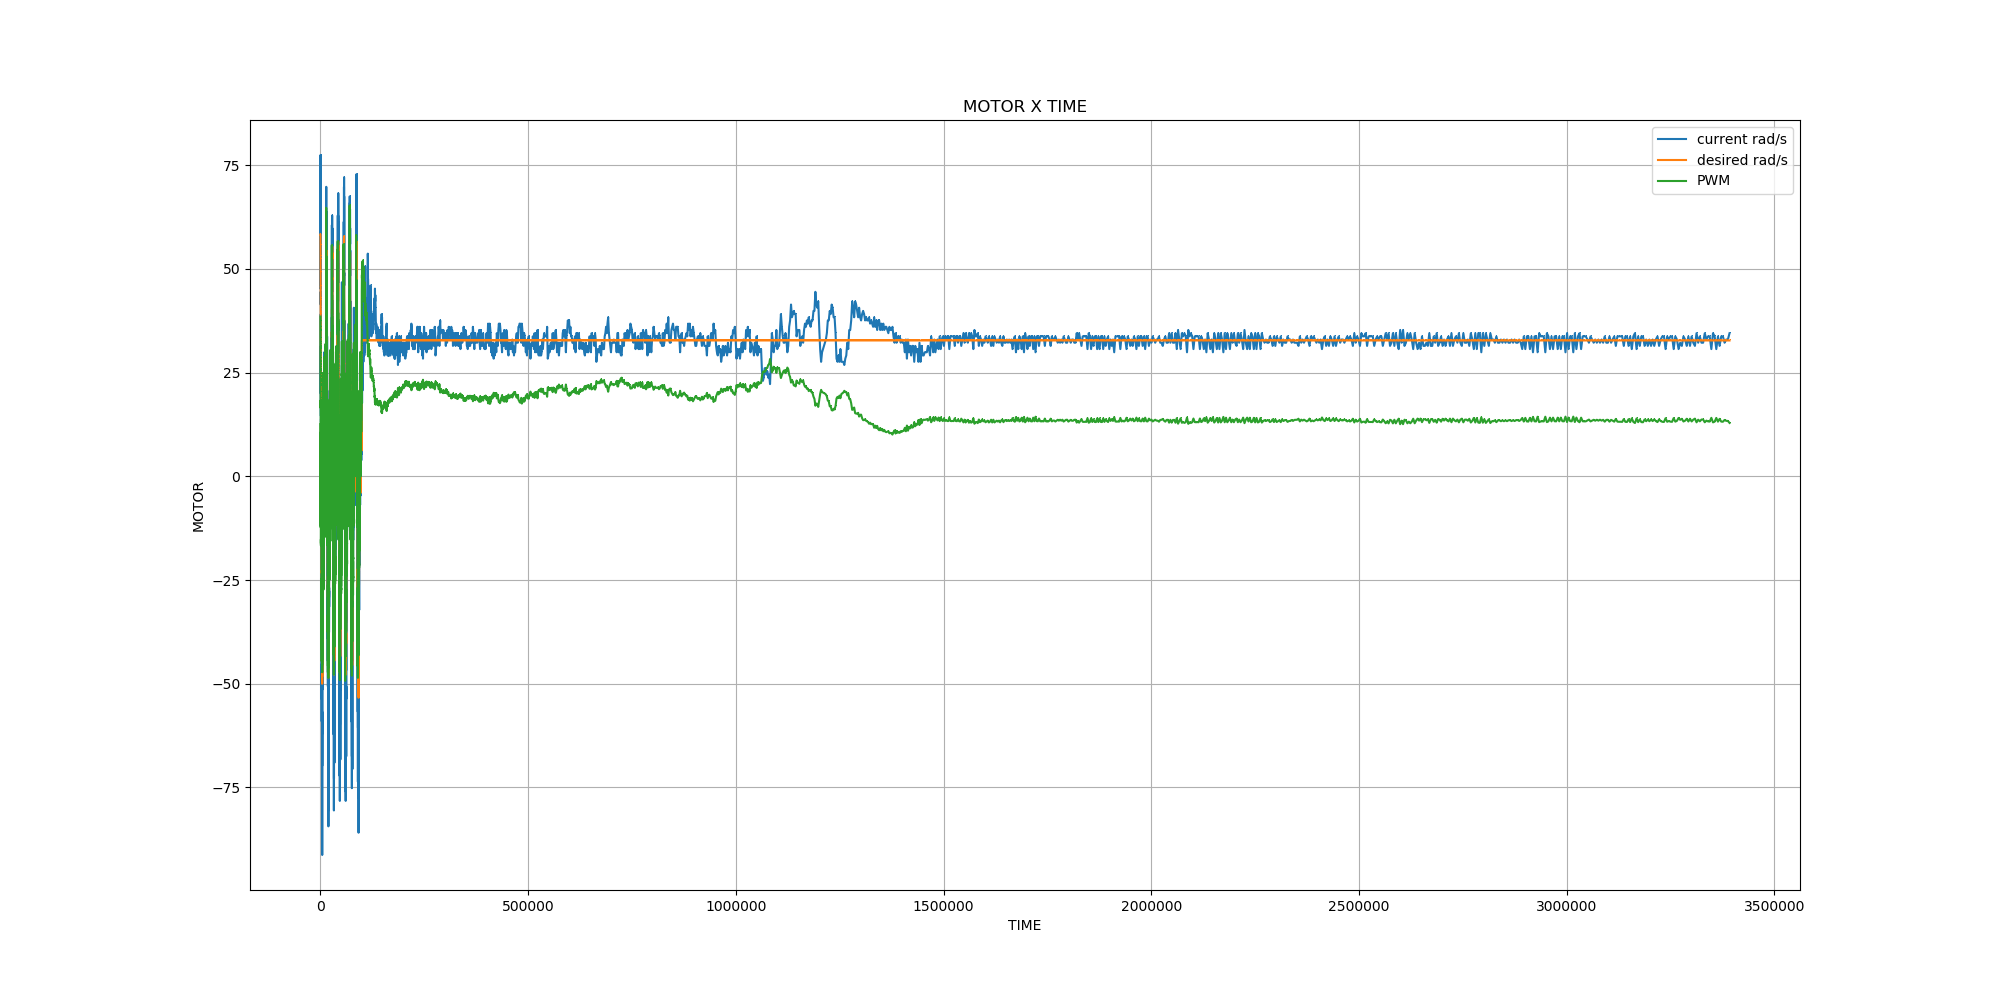 MOTOR X TIME
current rad/s
desired rad/s
PWM
75
50
25
0
−25
−50
−75
MOTOR
0
500000
1000000
1500000
2000000
2500000
3000000
3500000
TIME